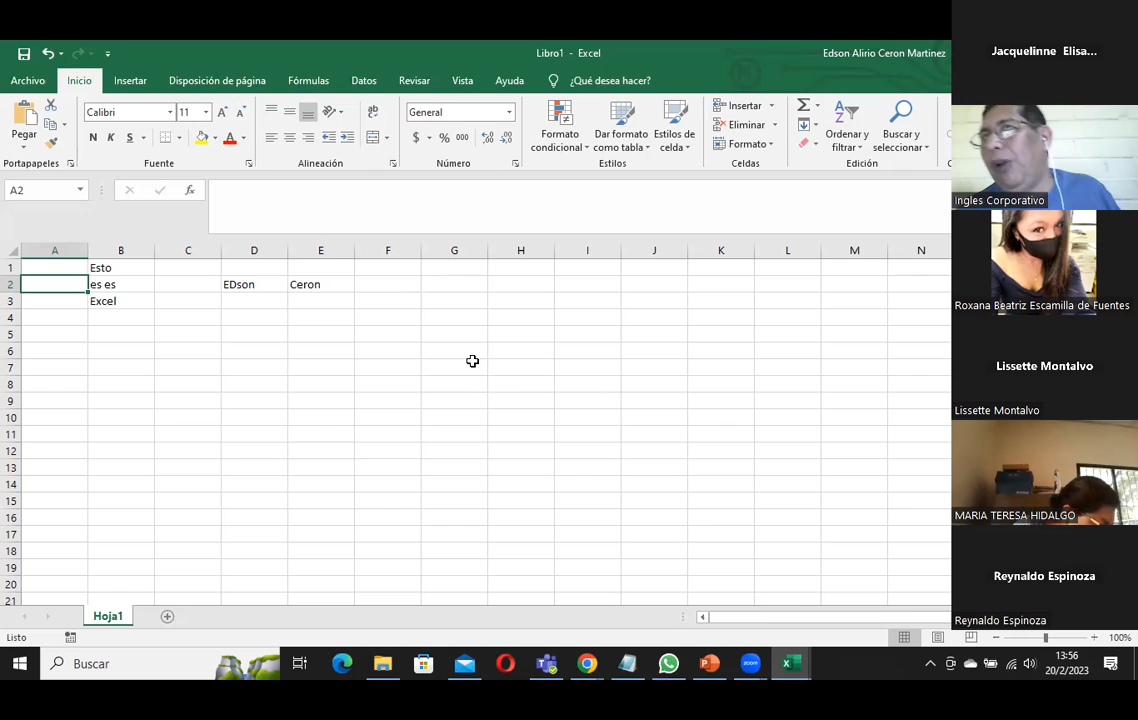 Libro1 - Excel
Edson Alirio Ceron Martinez
Archivo
Inicio
Insertar
Disposición de página
Fórmulas
Datos
Revisar
Vista
Ayuda
¿Qué desea hacer?
Pegar
Portapapeles
Calibri
11
N K S
Fuente
Alineación
General
$ % 000
Número
Formato condicional
Dar formato como tabla
Estilos de celda
Estilos
Insertar
Eliminar
Formato
Celdas
Ordenar y filtrar
Buscar y seleccionar
Edición
A2
fx
A B C D E F G H I J K L M N
1 Esto
2 es es EDson Ceron
3 Excel
4
5
6
7
8
9
10
11
12
13
14
15
16
17
18
19
20
21
Hoja1
Listo
100%
Buscar
13:56
20/2/2023
Jacquelinne Elisa...
Ingles Corporativo
Roxana Beatriz Escamilla de Fuentes
Lissette Montalvo
Lissette Montalvo
MARIA TERESA HIDALGO
Reynaldo Espinoza
Reynaldo Espinoza